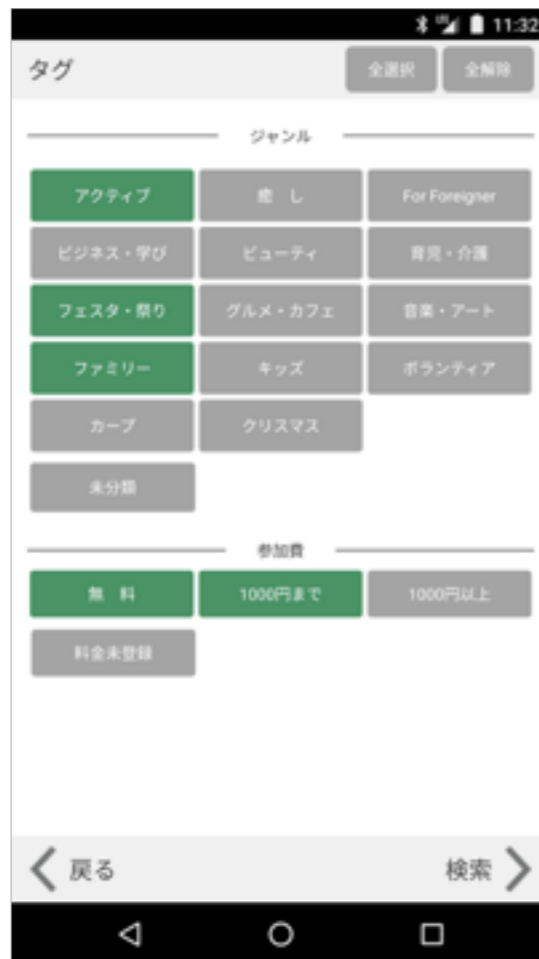 11:32
タグ 全選択 全解除
ジャンル
アクティブ 癒 し For Foreigner
ビジネス・学び ビューティ 育児・介護
フェスタ・祭り グルメ・カフェ 音楽・アート
ファミリー キッズ ボランティア
カープ クリスマス
未分類
参加費
無 料 1000円まで 1000円以上
料金未登録
戻る 検索